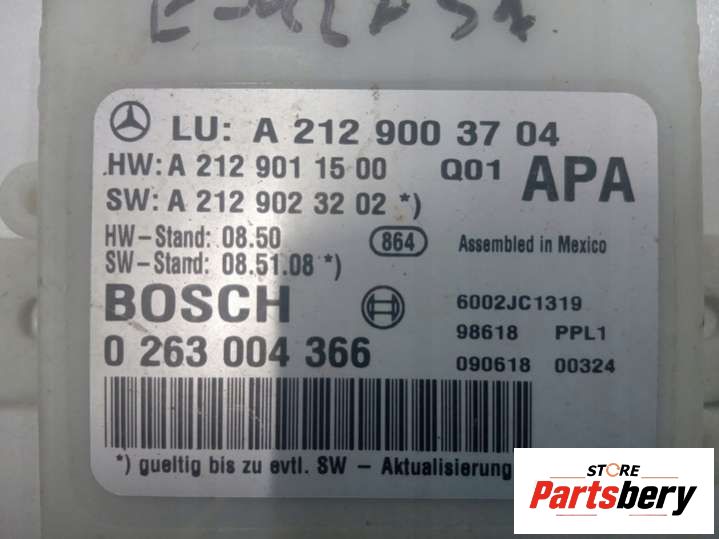 LU: A 212 900 37 04
HW: A 212 901 15 00 Q01 APA
SW: A 212 902 32 02 *)
HW-Stand: 08.50 864 Assembled in Mexico
SW-Stand: 08.51.08 *)
BOSCH 6002JC1319
98618 PPL1
0 263 004 366
090618 00324
*) gueltig bis zu evtl. SW - Aktualisierung
STORE
Partsbery